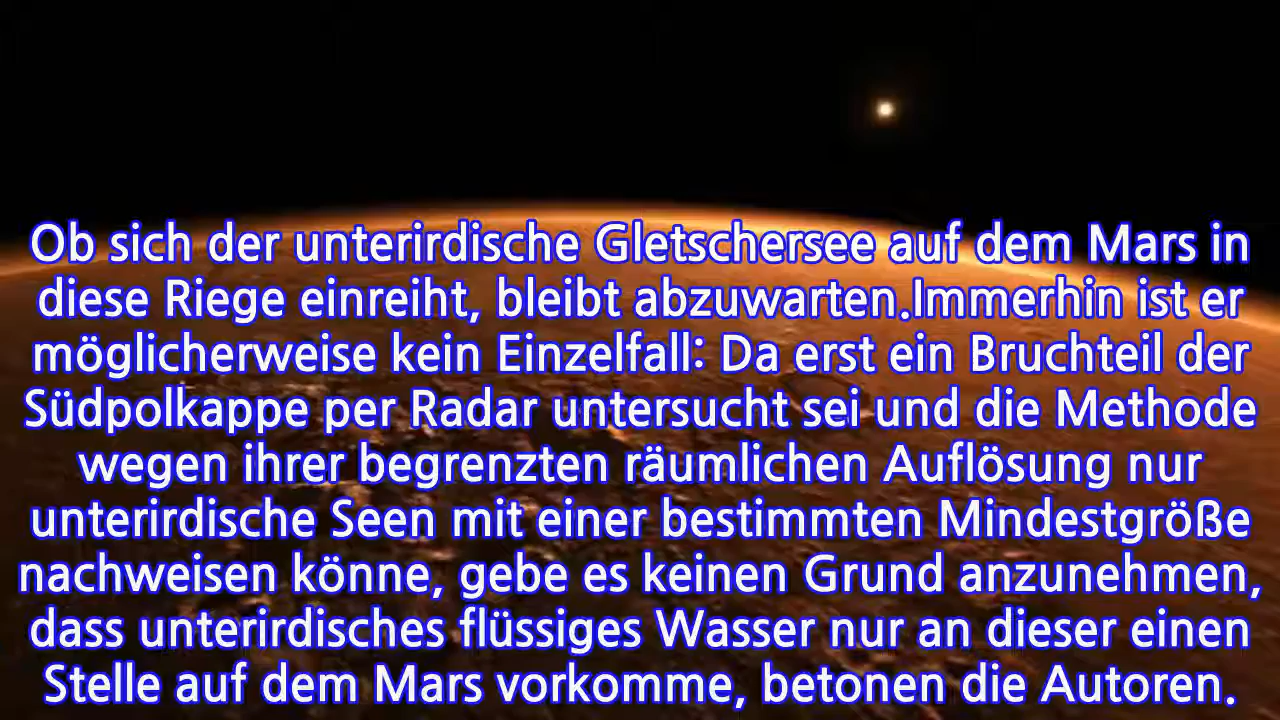 Ob sich der unterirdische Gletschersee auf dem Mars in
diese Riege einreiht, bleibt abzuwarten.Immerhin ist er
möglicherweise kein Einzelfall: Da erst ein Bruchteil der
Südpolkappe per Radar untersucht sei und die Methode
wegen ihrer begrenzten räumlichen Auflösung nur
unterirdische Seen mit einer bestimmten Mindestgröße
nachweisen könne, gebe es keinen Grund anzunehmen,
dass unterirdisches flüssiges Wasser nur an dieser einen
Stelle auf dem Mars vorkomme, betonen die Autoren.